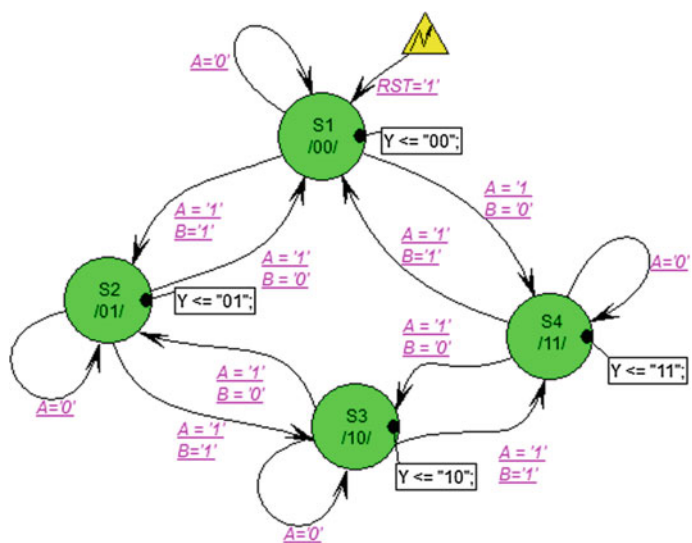 A='0'
RST='1'
S1
/00/
Y <= "00";
A = '1'
B='1'
A = '1'
B = '0'
A = '1'
B='1'
A = '1
B = '0'
A='0'
S2
/01/
Y <= "01";
S4
/11/
Y <= "11";
A='0'
A = '1'
B='1'
A = '1'
B = '0'
A = '1'
B = '0'
S3
/10/
Y <= "10";
A = '1'
B='1'
A='0'